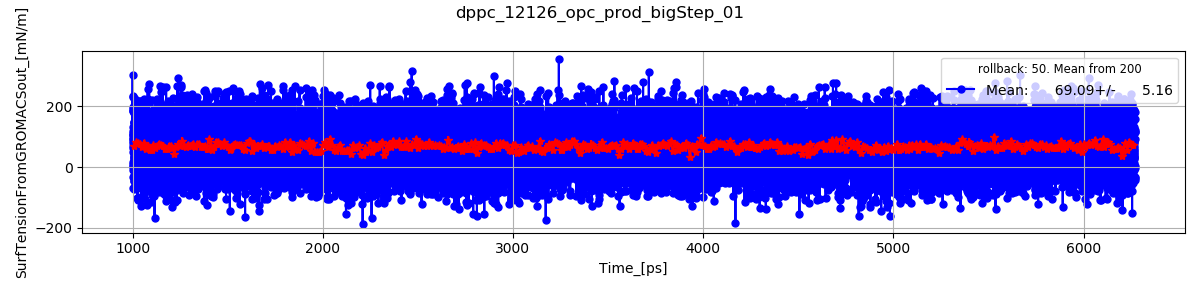 dppc_12126_opc_prod_bigStep_01
SurfTensionFromGROMACSout_[mN/m]
200
0
−200
rollback: 50. Mean from 200
Mean: 69.09+/- 5.16
1000 2000 3000 4000 5000 6000
Time_[ps]